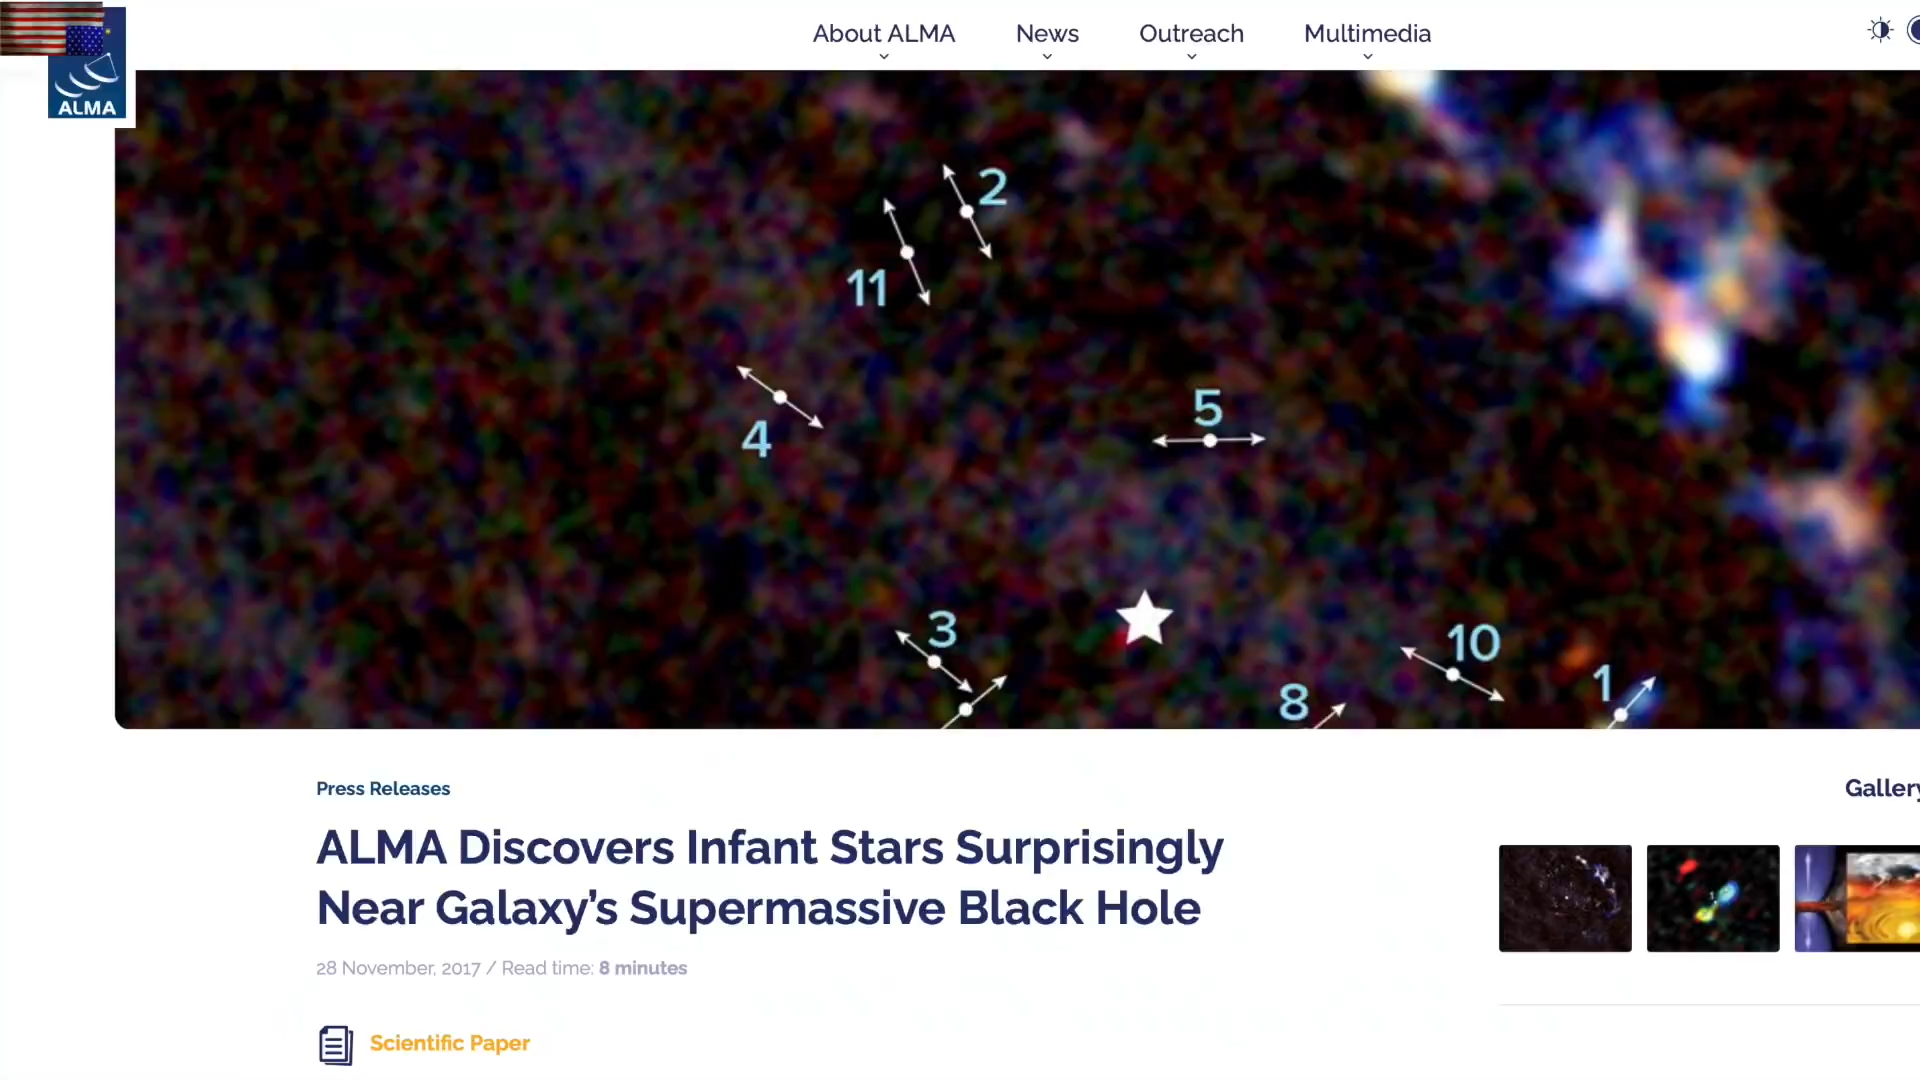 About ALMA
News
Outreach
Multimedia
ALMA
2
11
4
5
3
10
8
1
Press Releases
Gallery
ALMA Discovers Infant Stars Surprisingly
Near Galaxy’s Supermassive Black Hole
28 November, 2017 / Read time: 8 minutes
Scientific Paper